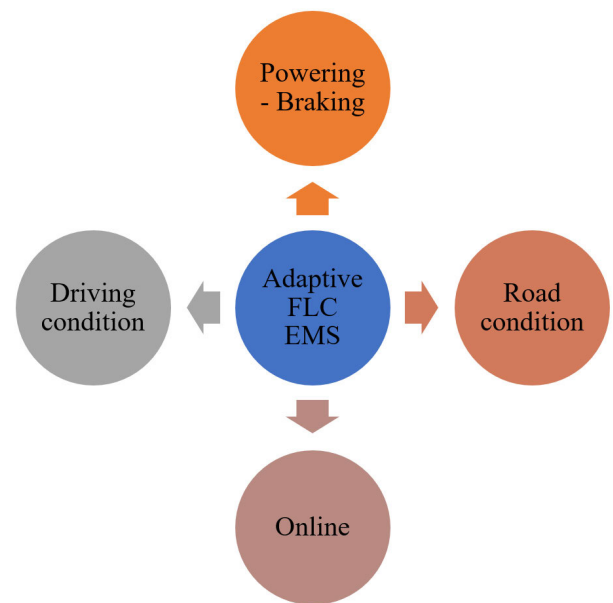 Powering
- Braking
Driving
condition
Adaptive
FLC
EMS
Road
condition
Online